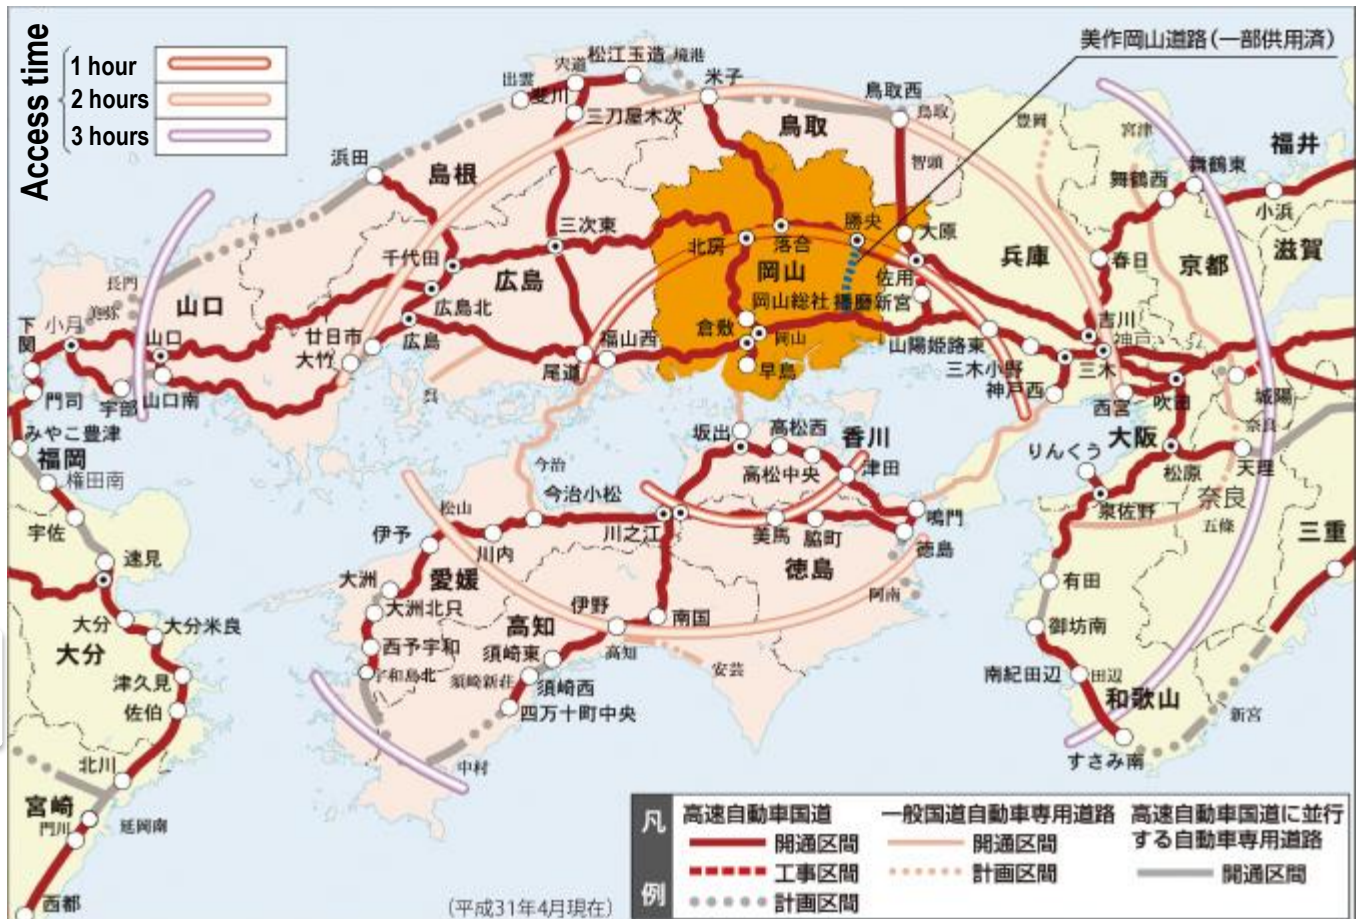 Access time
1 hour
2 hours
3 hours
美作岡山道路(一部供用済)
松江玉造
境港
宍道
出雲
斐川
米子
三刀屋木次
鳥取西
鳥取
鳥取
智頭
豊岡
宮津
福井
舞鶴東
舞鶴西
小浜
滋賀
浜田
島根
三次東
千代田
広島
広島北
北房
落合
勝央
大原
岡山
佐用
兵庫
春日
京都
長門
美祢
山口
下関
小月
山口
廿日市
大竹
広島
福山西
尾道
岡山総社
播磨新宮
倉敷
岡山
早島
山陽姫路東
三木小野
神戸西
吉川
神戸
三木
西宮
吹田
城陽
奈良
門司
宇部
山口南
呉
みやこ豊津
福岡
権田南
宇佐
速見
坂出
高松西
香川
高松中央
津田
大阪
りんくう
松原
天理
今治
今治小松
松山
伊予
川内
川之江
美馬
脇町
鳴門
徳島
徳島
泉佐野
奈良
五條
三重
大洲
愛媛
大洲北只
西予宇和
宇和島北
伊野
南国
高知
高知
須崎東
須崎新荘
須崎西
四万十町中央
安芸
阿南
有田
御坊南
南紀田辺
田辺
和歌山
新宮
すさみ南
大分
大分米良
大分
津久見
佐伯
北川
宮崎
門川
延岡南
西都
中村
(平成31年4月現在)
凡例
高速自動車国道
開通区間
工事区間
計画区間
一般国道自動車専用道路
開通区間
計画区間
高速自動車国道に並行
する自動車専用道路
開通区間